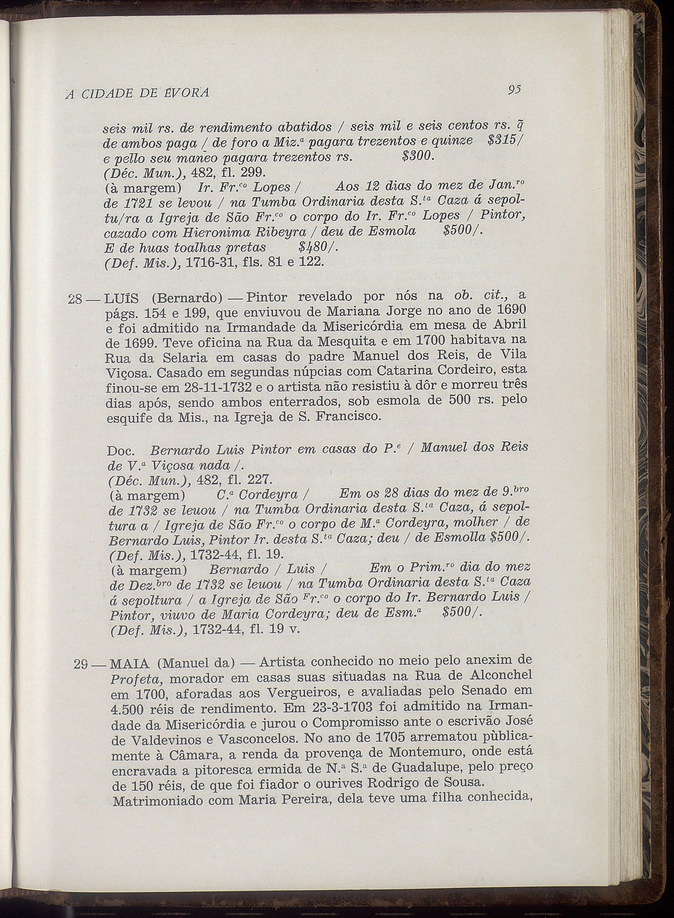 A CIDADE DE ÉVORA 95
seis mil rs. de rendimento abatidos / seis mil e seis centos rs. q̃
de ambos paga / de foro a Miz.ª pagara trezentos e quinze $315/
e pello seu maneo pagara trezentos rs. $300.
(Déc. Mun.), 482, fl. 299.
(à margem) Ir. Fr.ᶜᵒ Lopes / Aos 12 dias do mez de Jan.ʳᵒ
de 1721 se levou / na Tumba Ordinaria desta S.ᵗᵃ Caza á sepol-
tu/ra a Igreja de São Fr.ᶜᵒ o corpo do Ir. Fr.ᶜᵒ Lopes / Pintor,
cazado com Hieronima Ribeyra / deu de Esmola $500/.
E de huas toalhas pretas $480/.
(Def. Mis.), 1716-31, fls. 81 e 122.
28 — LUÍS (Bernardo) — Pintor revelado por nós na ob. cit., a
págs. 154 e 199, que enviuvou de Mariana Jorge no ano de 1690
e foi admitido na Irmandade da Misericórdia em mesa de Abril
de 1699. Teve oficina na Rua da Mesquita e em 1700 habitava na
Rua da Selaria em casas do padre Manuel dos Reis, de Vila
Viçosa. Casado em segundas núpcias com Catarina Cordeiro, esta
finou-se em 28-11-1732 e o artista não resistiu à dôr e morreu três
dias após, sendo ambos enterrados, sob esmola de 500 rs. pelo
esquife da Mis., na Igreja de S. Francisco.
Doc. Bernardo Luis Pintor em casas do P.ᵉ / Manuel dos Reis
de V.ª Viçosa nada /.
(Déc. Mun.), 482, fl. 227.
(à margem) C.ª Cordeyra / Em os 28 dias do mez de 9.ᵇʳᵒ
de 1732 se leuou / na Tumba Ordinaria desta S.ᵗᵃ Caza, á sepol-
tura a / Igreja de São Fr.ᶜᵒ o corpo de M.ª Cordeyra, molher / de
Bernardo Luis, Pintor Ir. desta S.ᵗᵃ Caza; deu / de Esmolla $500/.
(Def. Mis.), 1732-44, fl. 19.
(à margem) Bernardo / Luis / Em o Prim.ʳᵒ dia do mez
de Dez.ᵇʳᵒ de 1732 se leuou / na Tumba Ordinaria desta S.ᵗᵃ Caza
á sepoltura / a Igreja de São Fr.ᶜᵒ o corpo do Ir. Bernardo Luis /
Pintor, viuvo de Maria Cordeyra; deu de Esm.ª $500/.
(Def. Mis.), 1732-44, fl. 19 v.
29 — MAIA (Manuel da) — Artista conhecido no meio pelo anexim de
Profeta, morador em casas suas situadas na Rua de Alconchel
em 1700, aforadas aos Vergueiros, e avaliadas pelo Senado em
4.500 réis de rendimento. Em 23-3-1703 foi admitido na Irman-
dade da Misericórdia e jurou o Compromisso ante o escrivão José
de Valdevinos e Vasconcelos. No ano de 1705 arrematou pùblica-
mente à Câmara, a renda da provença de Montemuro, onde está
encravada a pitoresca ermida de N.ª S.ª de Guadalupe, pelo preço
de 150 réis, de que foi fiador o ourives Rodrigo de Sousa.
Matrimoniado com Maria Pereira, dela teve uma filha conhecida,